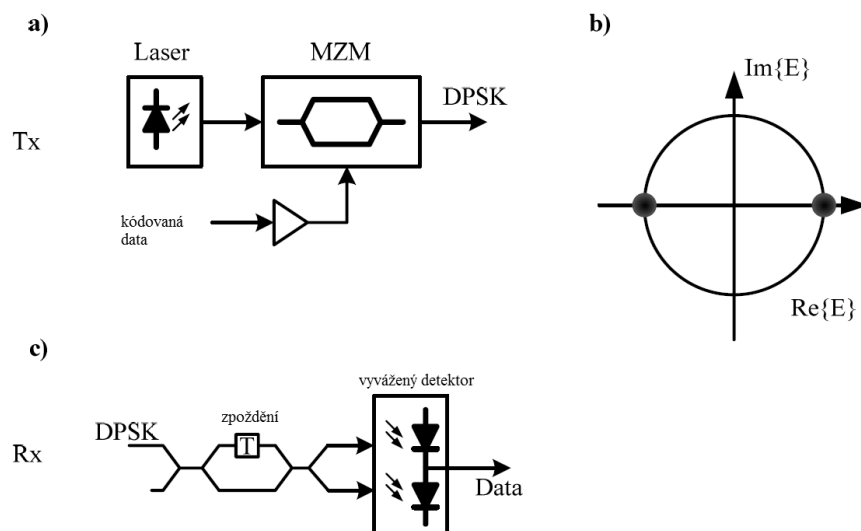 a)
Laser
MZM
DPSK
Tx
kódovaná
data
b)
Im{E}
Re{E}
c)
vyvážený detektor
zpoždění
DPSK
T
Rx
Data